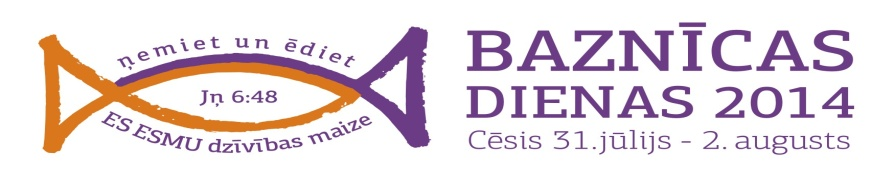 ņemiet un ēdiet
Jņ 6:48
ES ESMU dzīvības maize
BAZNĪCAS
DIENAS 2014
Cēsis 31.jūlijs - 2. augusts